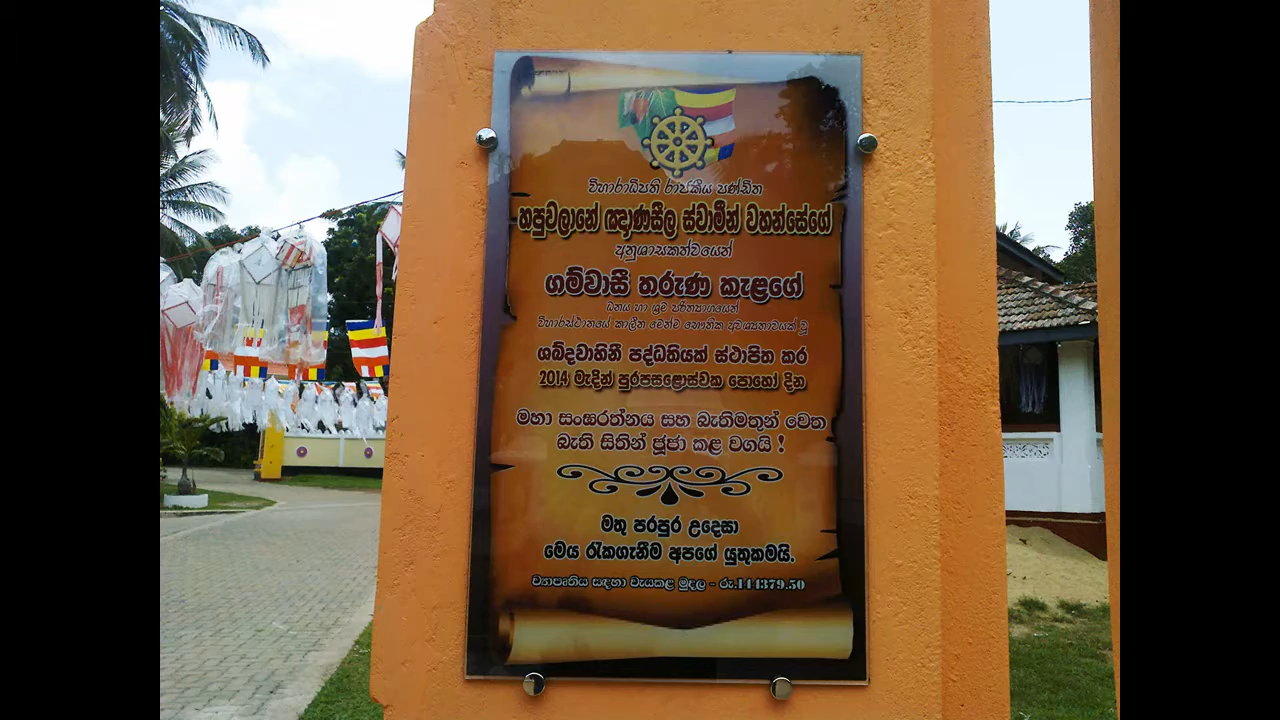 විහාරාධිපති රාජකීය පණ්ඩිත
හපුවලානේ ඤාණසීල ස්වාමීන් වහන්සේගේ
අනුශාසකත්වයෙන්
ගම්වාසී තරුණ කැළගේ
ධනය හා ශ්‍රම පරිත්‍යාගයෙන්
විහාරස්ථානයේ කාලීන මෙන්ම භෞතික අවශ්‍යතාවයක් වූ
ශබ්දවාහිනී පද්ධතියක් ස්ථාපිත කර
2014 මැදින් පුරපසළොස්වක පොහෝ දින
මහා සංඝරත්නය සහ බැතිමතුන් වෙත
බැති සිතින් පූජා කළ වගයි !
මතු පරපුර උදෙසා
මෙය රැකගැනීම අපගේ යුතුකමයි.
ව්‍යාපෘතිය සඳහා වැයකළ මුදල - රු.144379.50